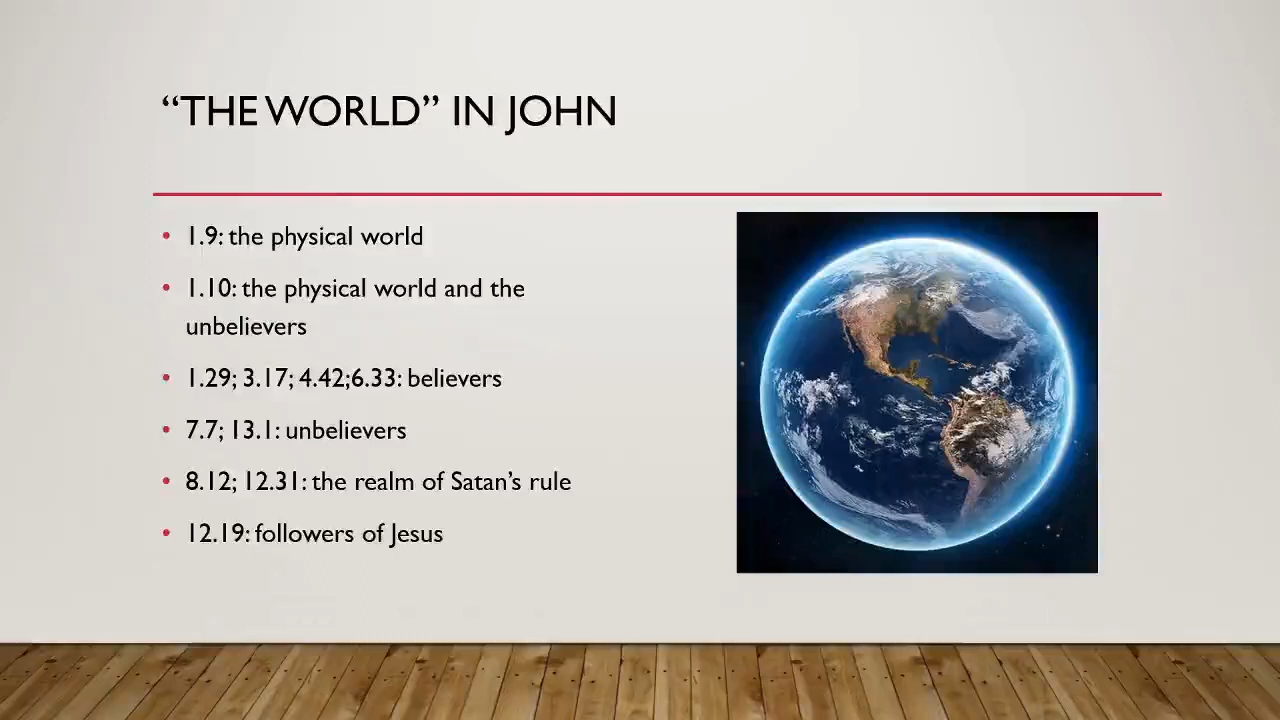 “THE WORLD” IN JOHN
• 1.9: the physical world
• 1.10: the physical world and the
unbelievers
• 1.29; 3.17; 4.42;6.33: believers
• 7.7; 13.1: unbelievers
• 8.12; 12.31: the realm of Satan’s rule
• 12.19: followers of Jesus